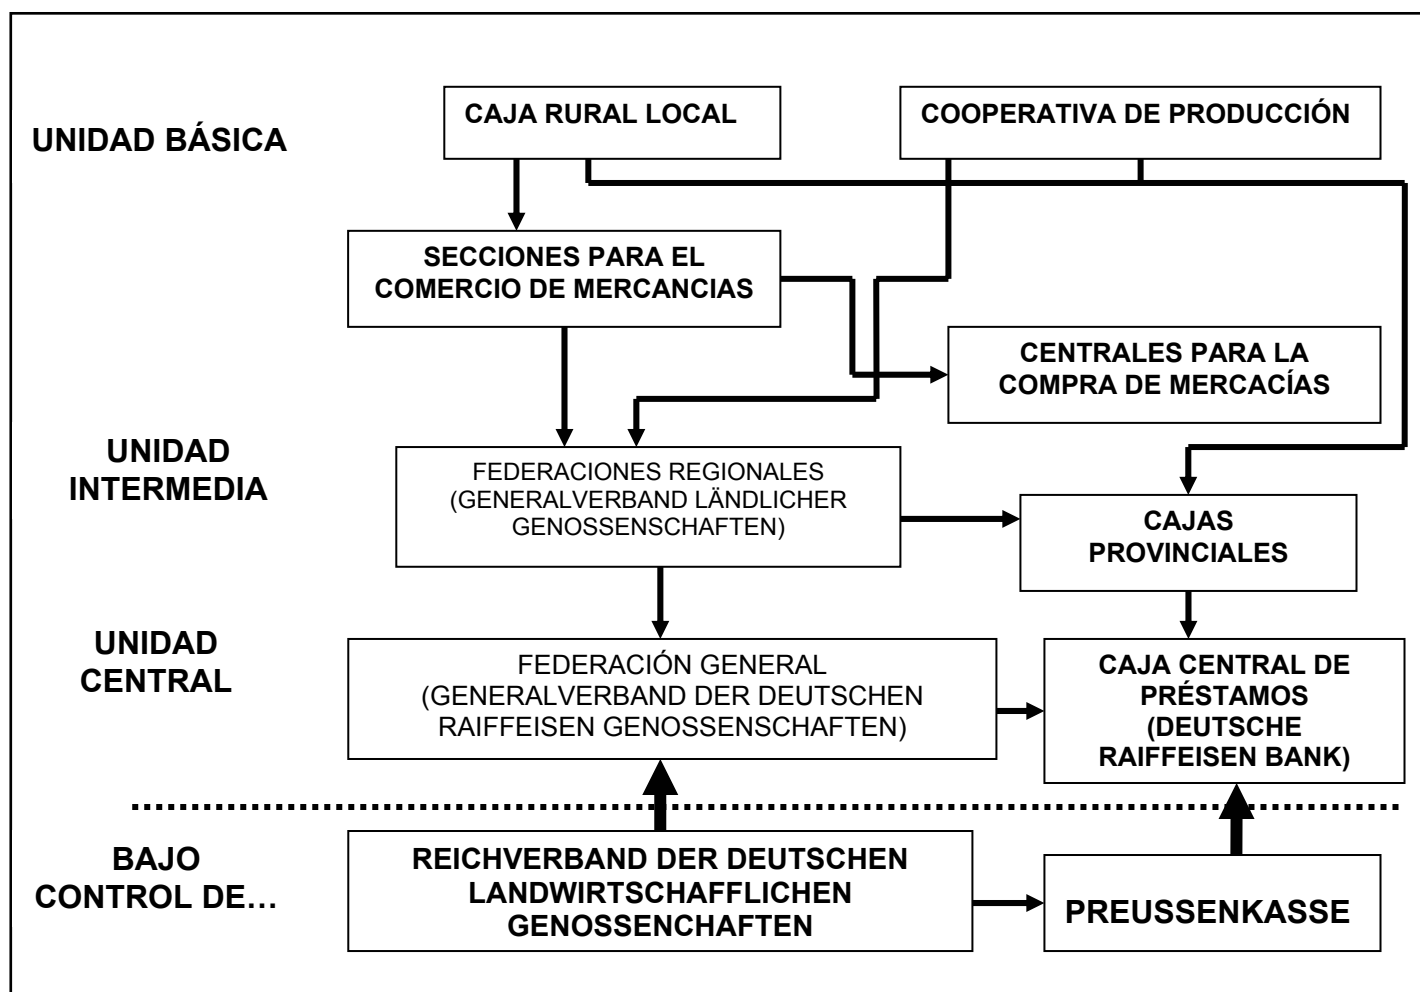 CAJA RURAL LOCAL
COOPERATIVA DE PRODUCCIÓN
UNIDAD BÁSICA
SECCIONES PARA EL
COMERCIO DE MERCANCIAS
CENTRALES PARA LA
COMPRA DE MERCACÍAS
UNIDAD
INTERMEDIA
FEDERACIONES REGIONALES
(GENERALVERBAND LÄNDLICHER
GENOSSENSCHAFTEN)
CAJAS
PROVINCIALES
UNIDAD
CENTRAL
FEDERACIÓN GENERAL
(GENERALVERBAND DER DEUTSCHEN
RAIFFEISEN GENOSSENSCHAFTEN)
CAJA CENTRAL DE
PRÉSTAMOS
(DEUTSCHE
RAIFFEISEN BANK)
BAJO
CONTROL DE…
REICHVERBAND DER DEUTSCHEN
LANDWIRTSCHAFFLICHEN
GENOSSENCHAFTEN
PREUSSENKASSE